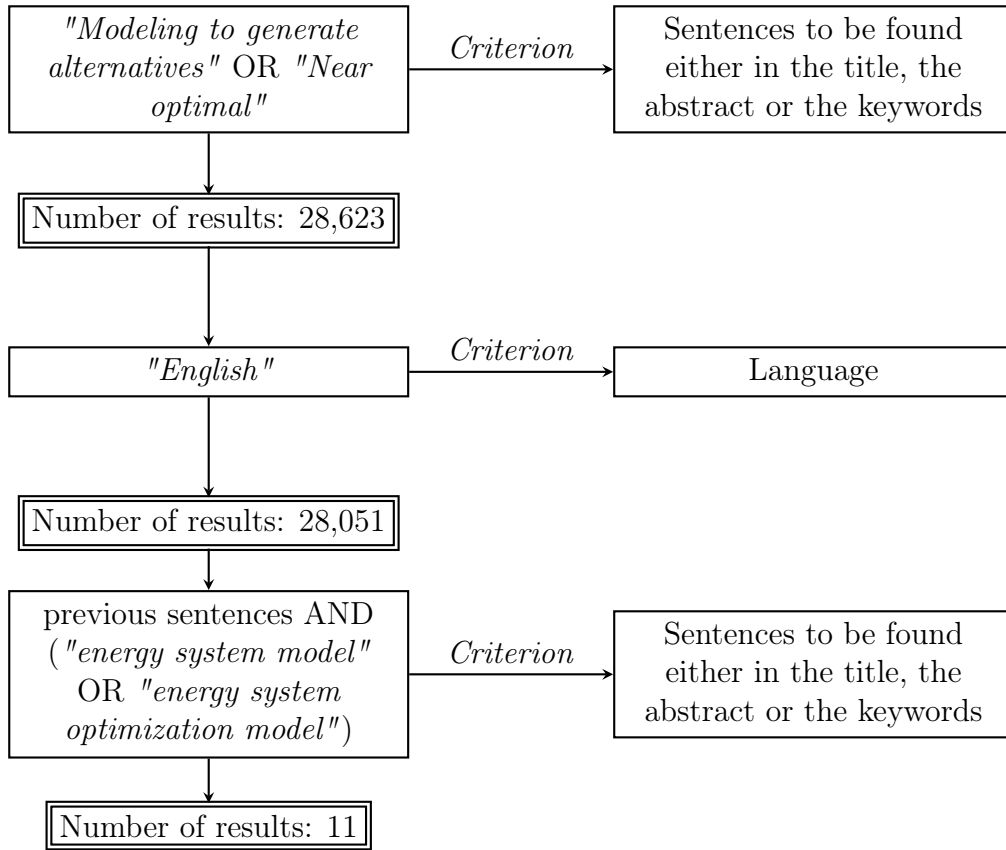 "Modeling to generate
alternatives" OR "Near
optimal"
Criterion
Sentences to be found
either in the title, the
abstract or the keywords
Number of results: 28,623
"English"
Criterion
Language
Number of results: 28,051
previous sentences AND
("energy system model"
OR "energy system
optimization model")
Criterion
Sentences to be found
either in the title, the
abstract or the keywords
Number of results: 11